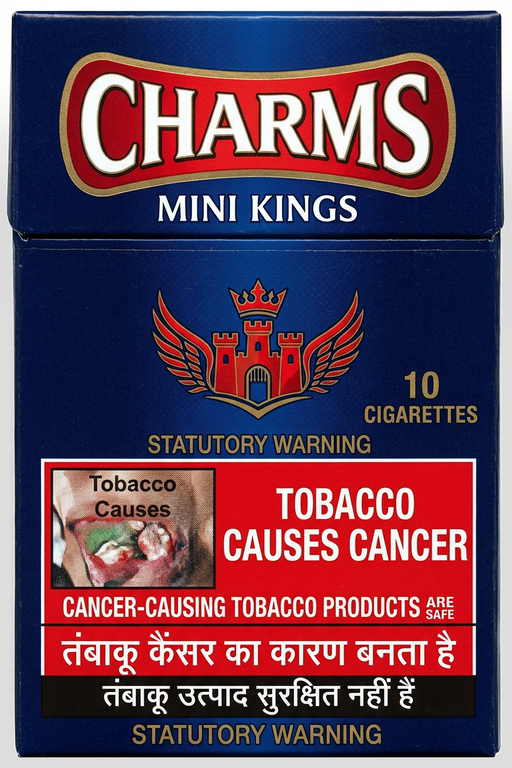 CHARMS
MINI KINGS
10
CIGARETTES
STATUTORY WARNING
Tobacco
Causes
TOBACCO
CAUSES CANCER
CANCER-CAUSING TOBACCO PRODUCTS ARE SAFE
तंबाकू कैंसर का कारण बनता है
तंबाकू उत्पाद सुरक्षित नहीं हैं
STATUTORY WARNING